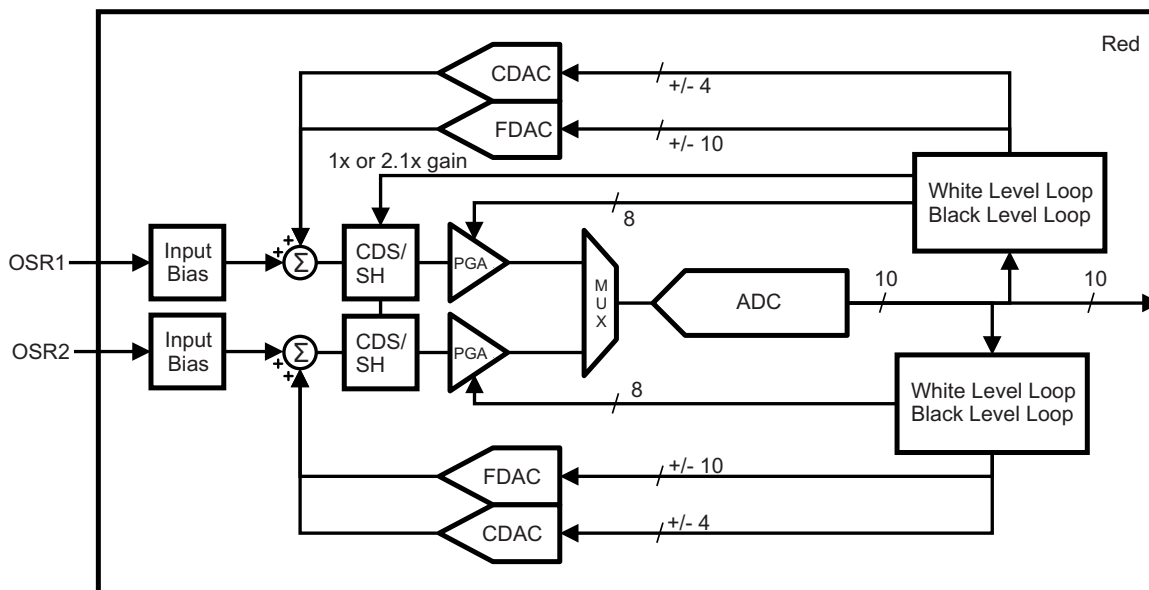 Red
CDAC
+/- 4
FDAC
+/- 10
1x or 2.1x gain
White Level Loop
Black Level Loop
8
OSR1
Input
Bias
+
+
Σ
CDS/
SH
PGA
M
U
X
ADC
10
10
OSR2
Input
Bias
+
+
Σ
CDS/
SH
PGA
8
White Level Loop
Black Level Loop
FDAC
+/- 10
CDAC
+/- 4